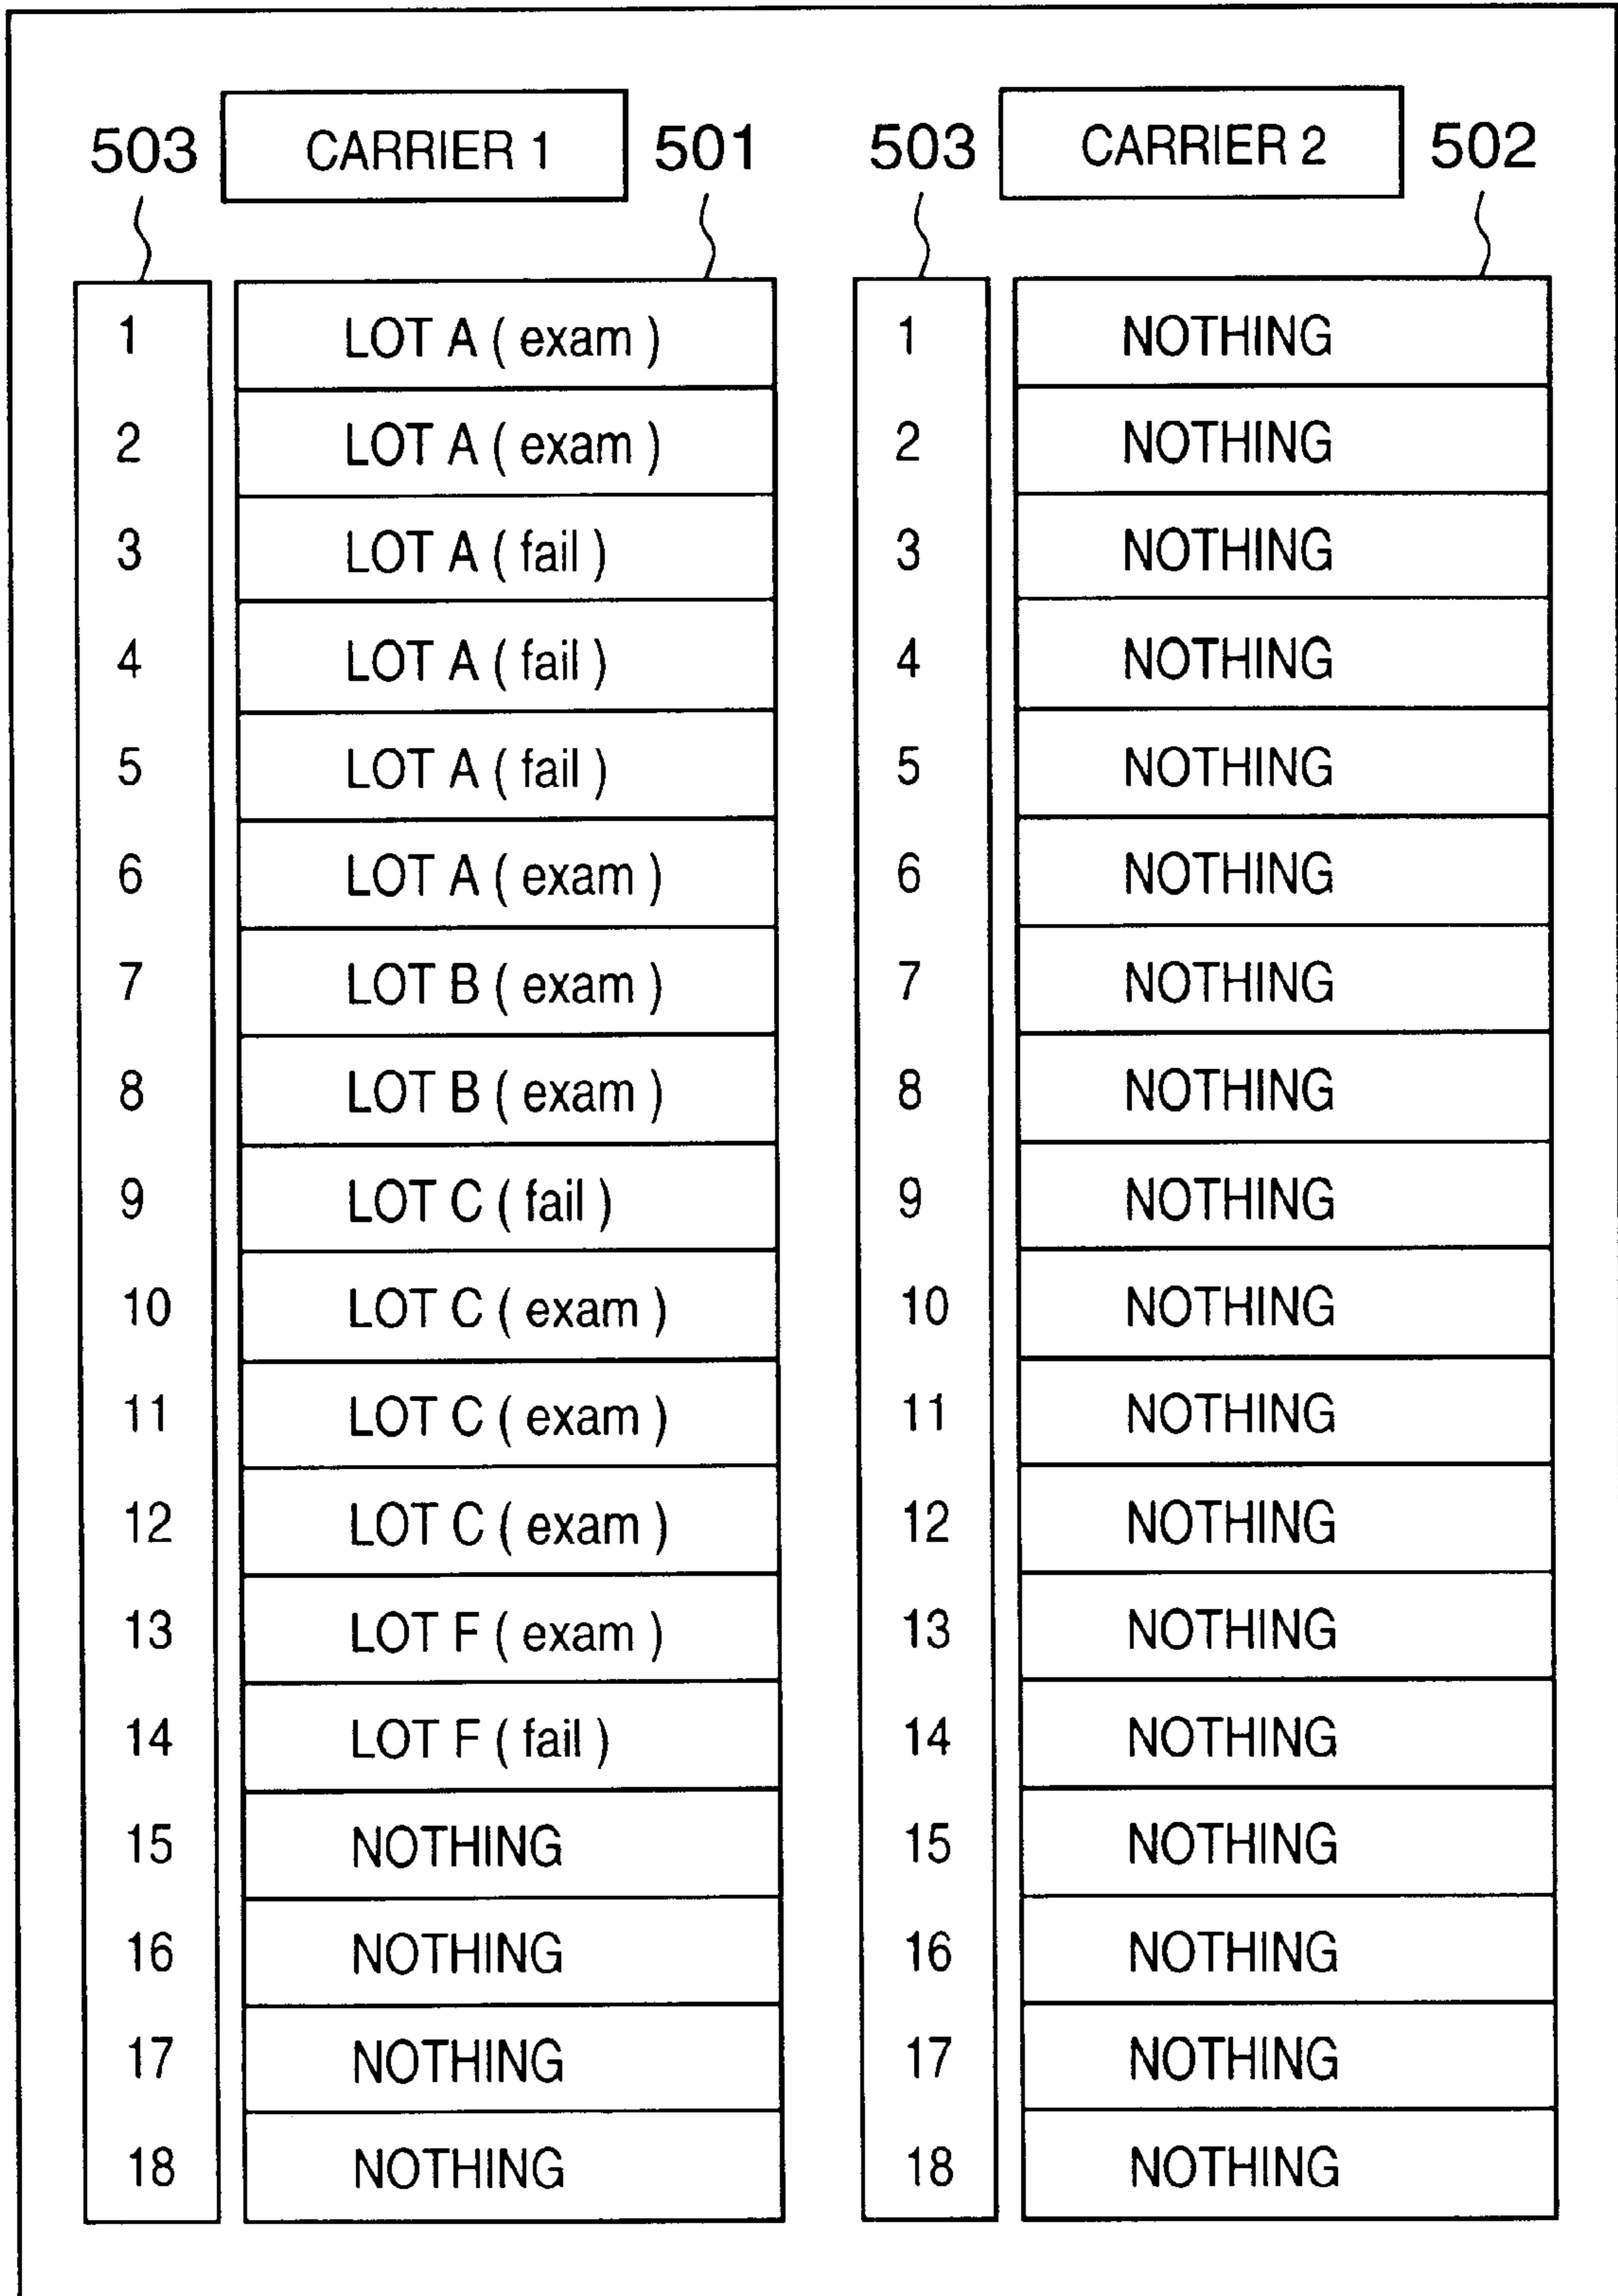 503 CARRIER 1 501 503 CARRIER 2 502
1 LOT A ( exam ) 1 NOTHING
2 LOT A ( exam ) 2 NOTHING
3 LOT A ( fail ) 3 NOTHING
4 LOT A ( fail ) 4 NOTHING
5 LOT A ( fail ) 5 NOTHING
6 LOT A ( exam ) 6 NOTHING
7 LOT B ( exam ) 7 NOTHING
8 LOT B ( exam ) 8 NOTHING
9 LOT C ( fail ) 9 NOTHING
10 LOT C ( exam ) 10 NOTHING
11 LOT C ( exam ) 11 NOTHING
12 LOT C ( exam ) 12 NOTHING
13 LOT F ( exam ) 13 NOTHING
14 LOT F ( fail ) 14 NOTHING
15 NOTHING 15 NOTHING
16 NOTHING 16 NOTHING
17 NOTHING 17 NOTHING
18 NOTHING 18 NOTHING